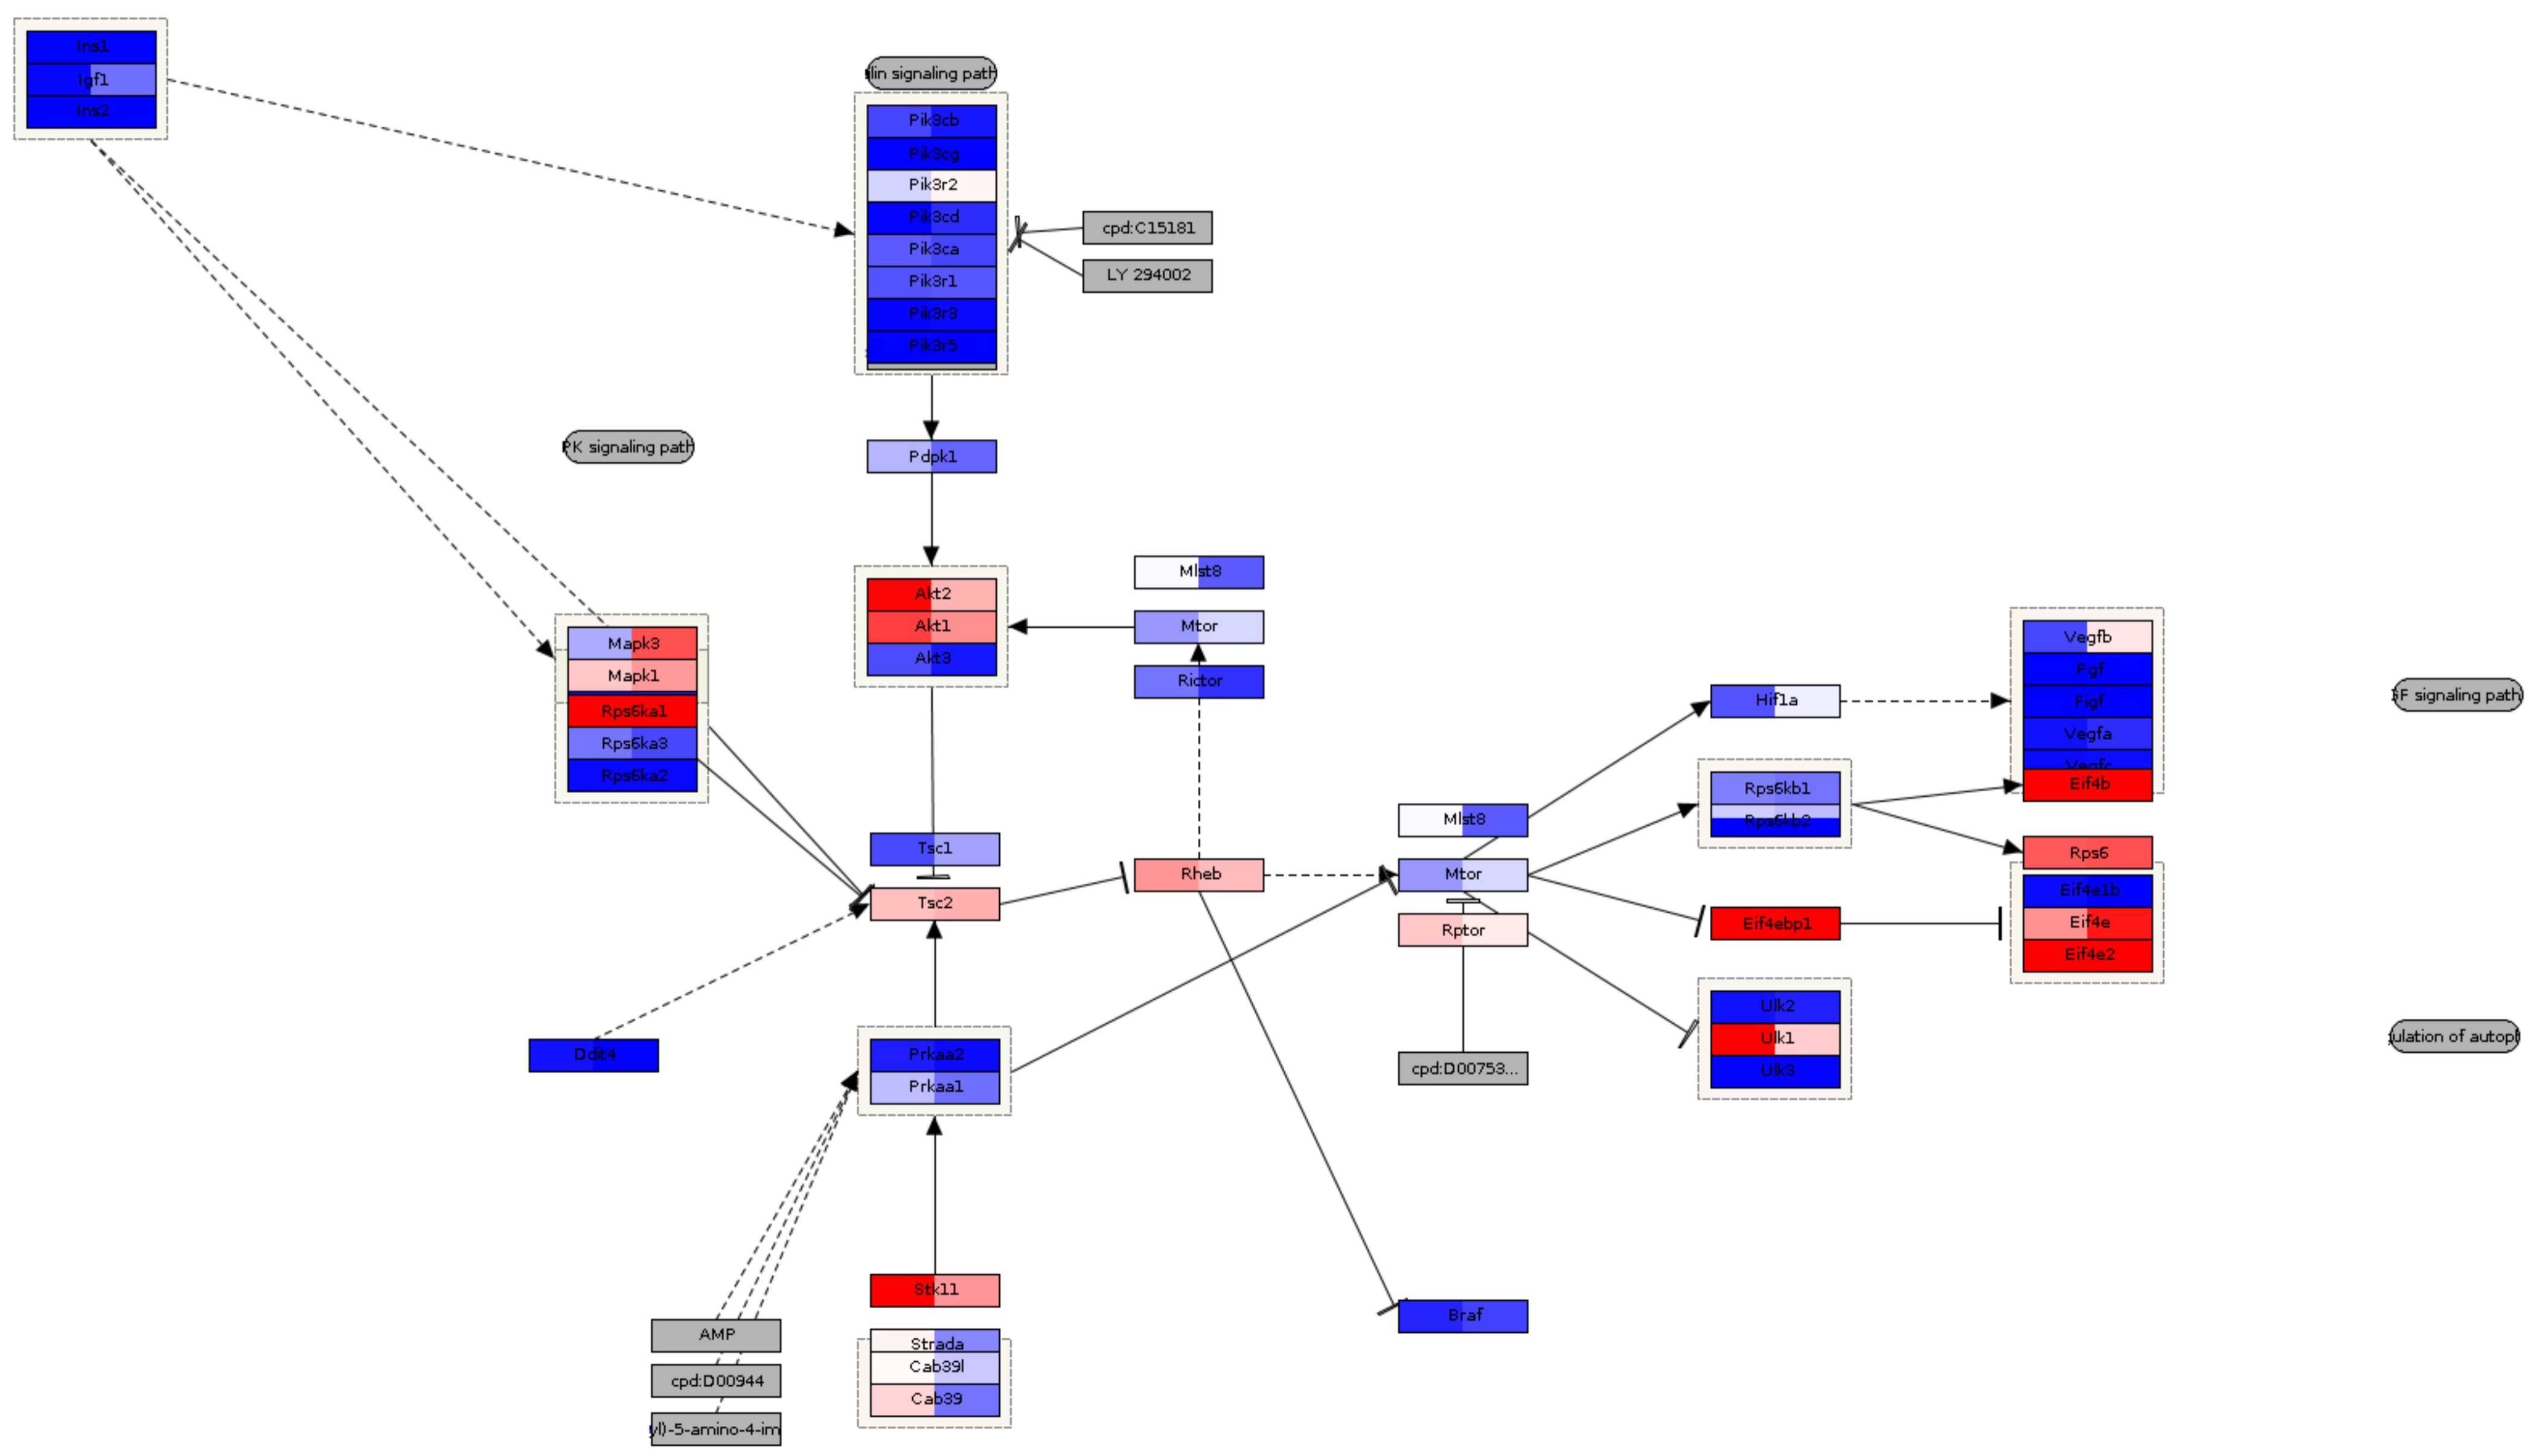 Ins1
Igf1
Ins2
lin signaling path
Pik3cb
Pik3cg
Pik3r2
Pik3cd
Pik3ca
Pik3r1
Pik3r3
Pik3r5
cpd:C15181
LY 294002
PK signaling path
Pdpk1
Akt2
Akt1
Akt3
Mlst8
Mtor
Rictor
Mapk3
Mapk1
Rps6ka1
Rps6ka3
Rps6ka2
Tsc1
Tsc2
Rheb
Mlst8
Mtor
Rptor
cpd:D00753...
Hif1a
Rps6kb1
Rps6kb2
Eif4ebp1
Ulk2
Ulk1
Ulk3
Vegfb
Pgf
Figf
Vegfa
Vegfc
Eif4b
Rps6
Eif4e1b
Eif4e
Eif4e2
GF signaling path
ulation of autoph
Ddit4
Prkaa2
Prkaa1
Stk11
Strada
Cab39l
Cab39
AMP
cpd:D00944
yl)-5-amino-4-im
Braf